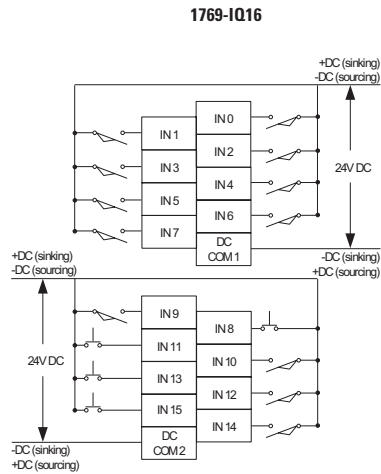 1769-IQ16
+DC (sinking)
-DC (sourcing)
IN 0
IN 1
IN 2
IN 3
IN 4
24V DC
IN 5
IN 6
IN 7
DC
COM 1
+DC (sinking)
-DC (sourcing)
-DC (sinking)
+DC (sourcing)
IN 9
IN 8
IN 11
24V DC
IN 10
IN 13
IN 12
IN 15
IN 14
DC
COM 2
-DC (sinking)
+DC (sourcing)